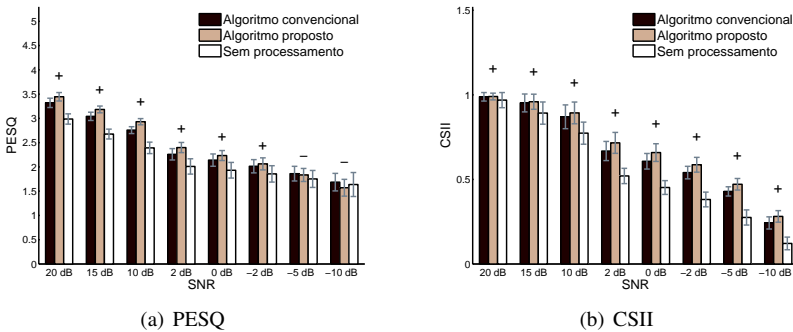 Algoritmo convencional
Algoritmo proposto
Sem processamento
PESQ
5
4.5
4
3.5
3
2.5
2
1.5
1
0.5
0
+ + + + + + − −
20 dB 15 dB 10 dB 2 dB 0 dB −2 dB −5 dB −10 dB
SNR
(a) PESQ
Algoritmo convencional
Algoritmo proposto
Sem processamento
CSII
1.5
1
0.5
0
+ + + + + + + +
20 dB 15 dB 10 dB 2 dB 0 dB −2 dB −5 dB −10 dB
SNR
(b) CSII